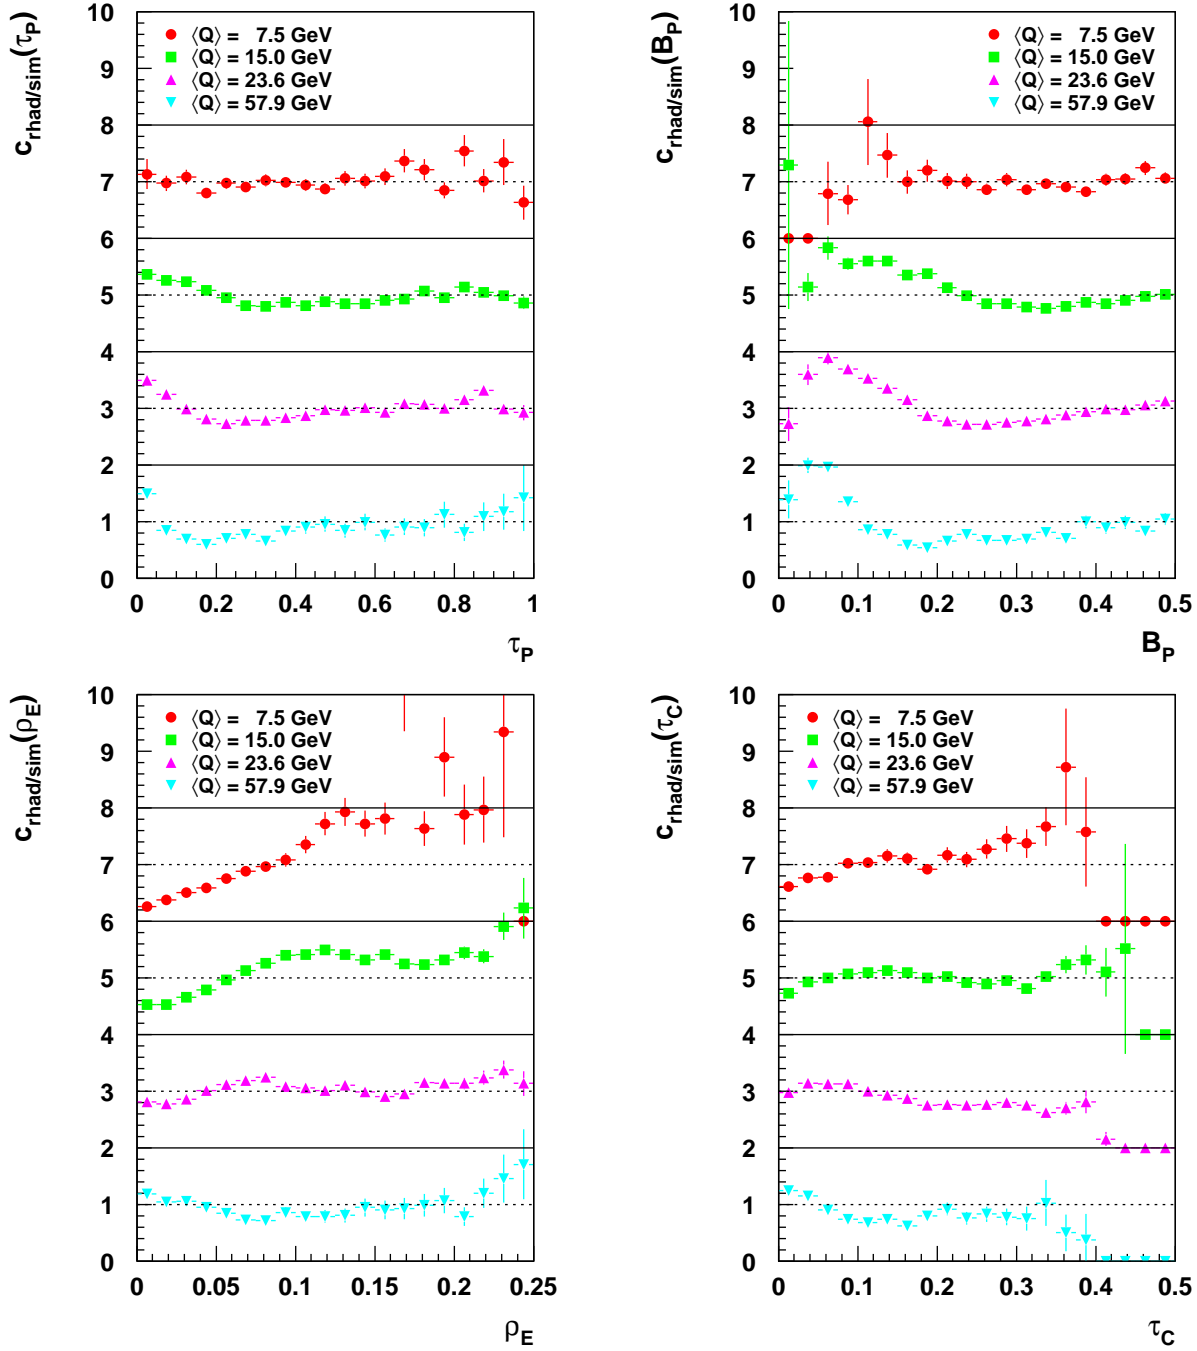 c_rhad/sim(τ_P)
10
9
8
7
6
5
4
3
2
1
0
⟨Q⟩ = 7.5 GeV
⟨Q⟩ = 15.0 GeV
⟨Q⟩ = 23.6 GeV
⟨Q⟩ = 57.9 GeV
0 0.2 0.4 0.6 0.8 1
τ_P
c_rhad/sim(B_P)
10
9
8
7
6
5
4
3
2
1
0
⟨Q⟩ = 7.5 GeV
⟨Q⟩ = 15.0 GeV
⟨Q⟩ = 23.6 GeV
⟨Q⟩ = 57.9 GeV
0 0.1 0.2 0.3 0.4 0.5
B_P
c_rhad/sim(ρ_E)
10
9
8
7
6
5
4
3
2
1
0
⟨Q⟩ = 7.5 GeV
⟨Q⟩ = 15.0 GeV
⟨Q⟩ = 23.6 GeV
⟨Q⟩ = 57.9 GeV
0 0.05 0.1 0.15 0.2 0.25
ρ_E
c_rhad/sim(τ_C)
10
9
8
7
6
5
4
3
2
1
0
⟨Q⟩ = 7.5 GeV
⟨Q⟩ = 15.0 GeV
⟨Q⟩ = 23.6 GeV
⟨Q⟩ = 57.9 GeV
0 0.1 0.2 0.3 0.4 0.5
τ_C